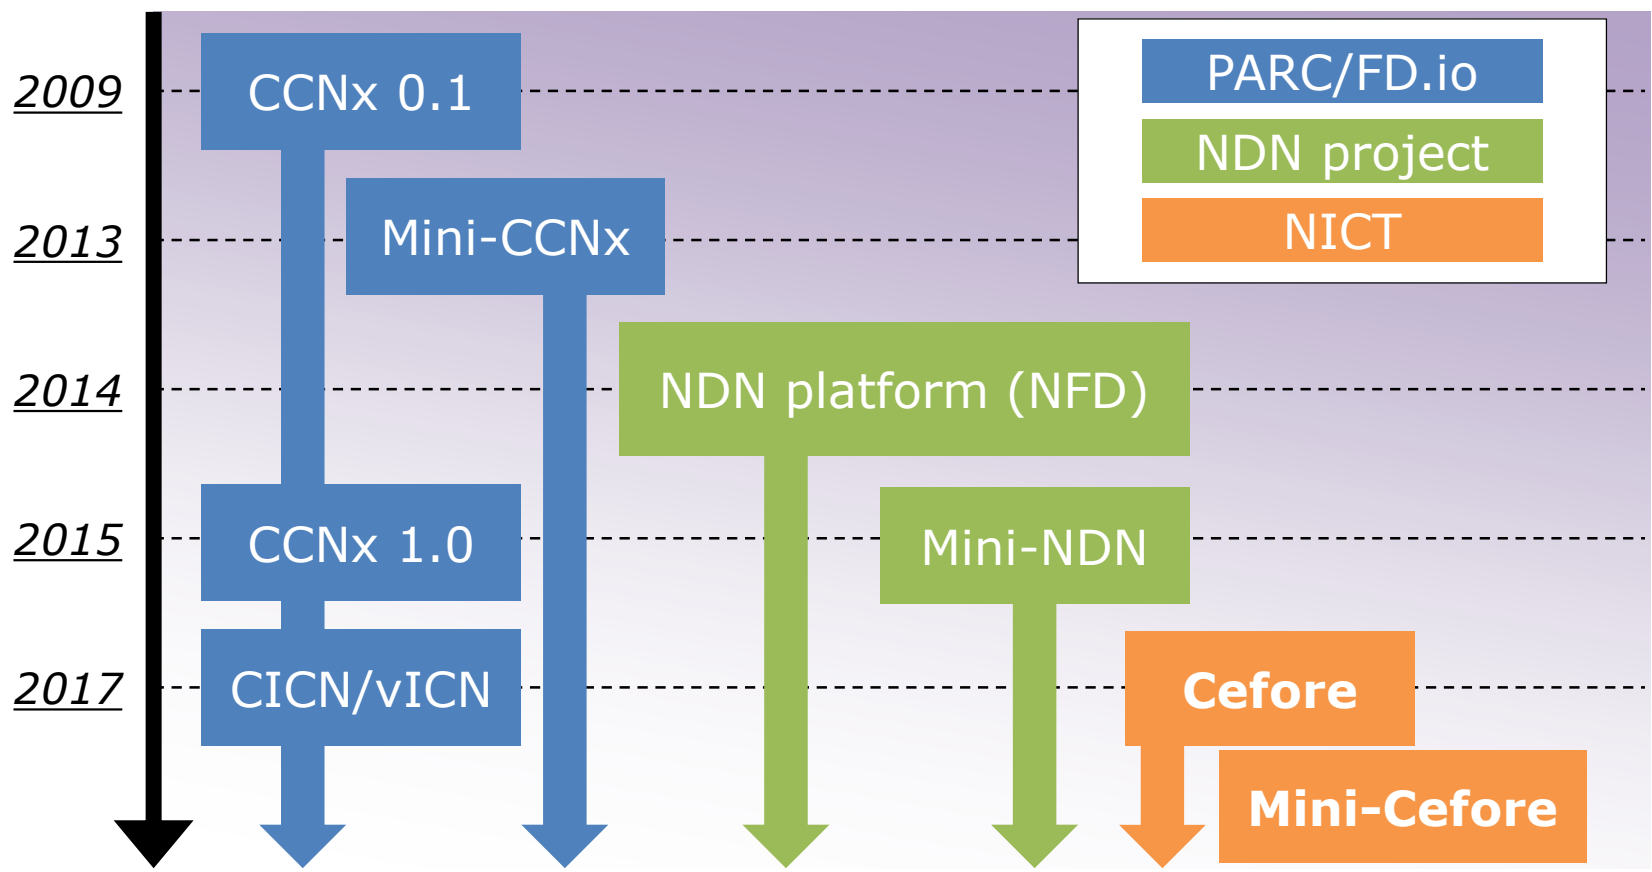 2009
CCNx 0.1
PARC/FD.io
NDN project
NICT
2013
Mini-CCNx
2014
NDN platform (NFD)
2015
CCNx 1.0
Mini-NDN
2017
CICN/vICN
Cefore
Mini-Cefore